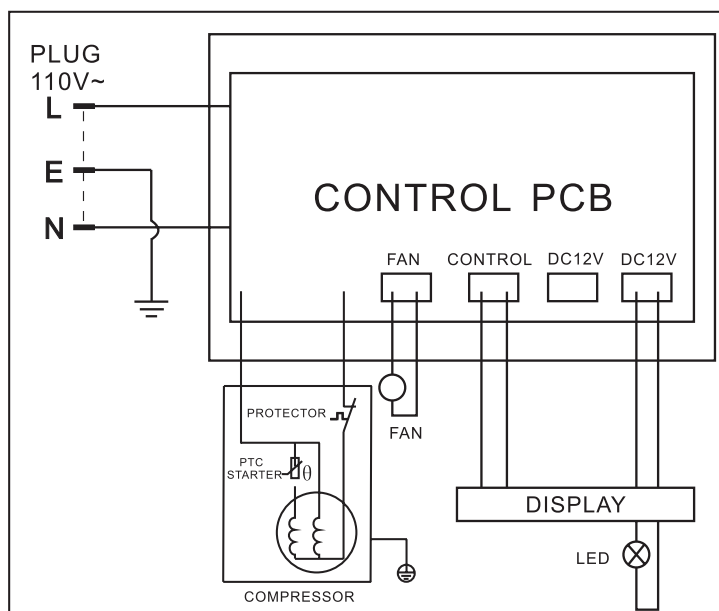 PLUG
110V~
L
E
N
CONTROL PCB
FAN
CONTROL
DC12V
DC12V
PROTECTOR
FAN
PTC
STARTER
θ
DISPLAY
LED
COMPRESSOR